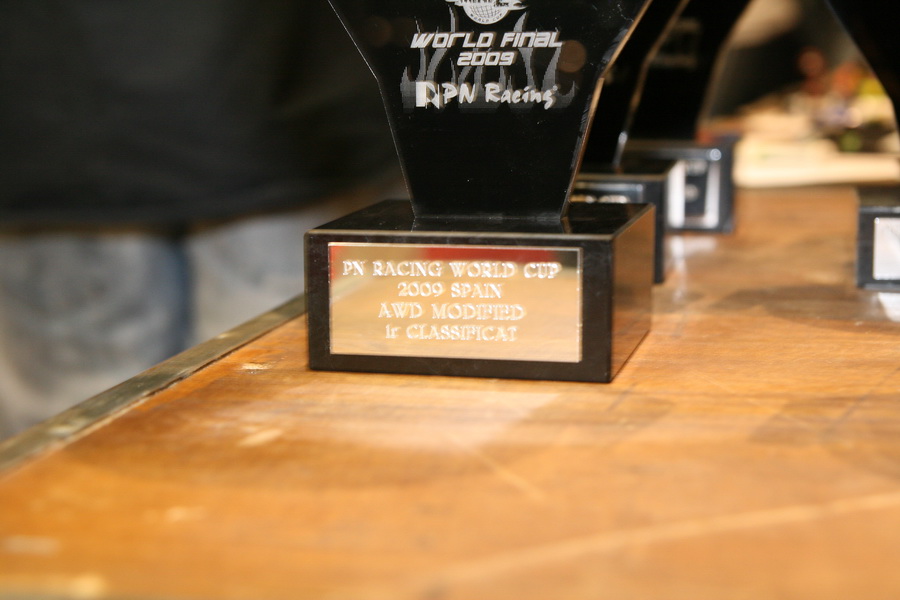 WORLD FINAL
2009
PN Racing
PN RACING WORLD CUP
2009 SPAIN
AWD MODIFIED
1r CLASSIFICAT